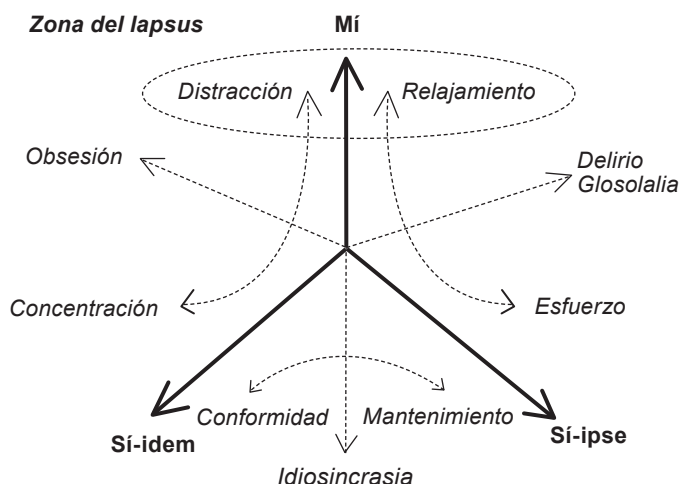 Zona del lapsus
Mí
Distracción
Relajamiento
Obsesión
Delirio
Glosolalia
Concentración
Esfuerzo
Conformidad
Mantenimiento
Sí-idem
Sí-ipse
Idiosincrasia